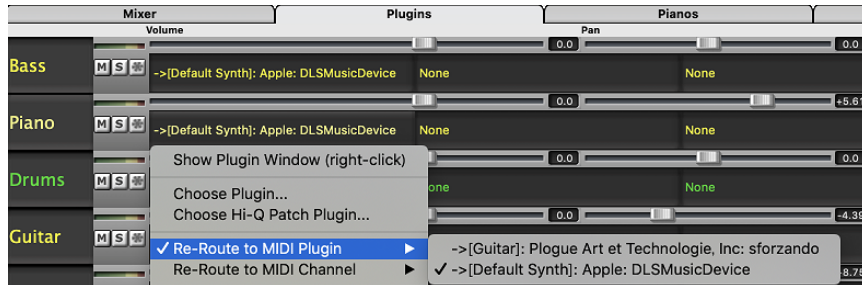 Mixer Plugins Pianos
Volume Pan
0.0 0.0
Bass M S ->[Default Synth]: Apple: DLSMusicDevice None None
0.0 +5.61
Piano M S ->[Default Synth]: Apple: DLSMusicDevice None None
Show Plugin Window (right-click) 0.0 0.0
Drums M S Choose Plugin... one None
Choose Hi-Q Patch Plugin... 0.0 -4.39
Guitar M S ✓ Re-Route to MIDI Plugin ▶ ->[Guitar]: Plogue Art et Technologie, Inc: sforzando
Re-Route to MIDI Channel ▶ ✓ ->[Default Synth]: Apple: DLSMusicDevice -8.75